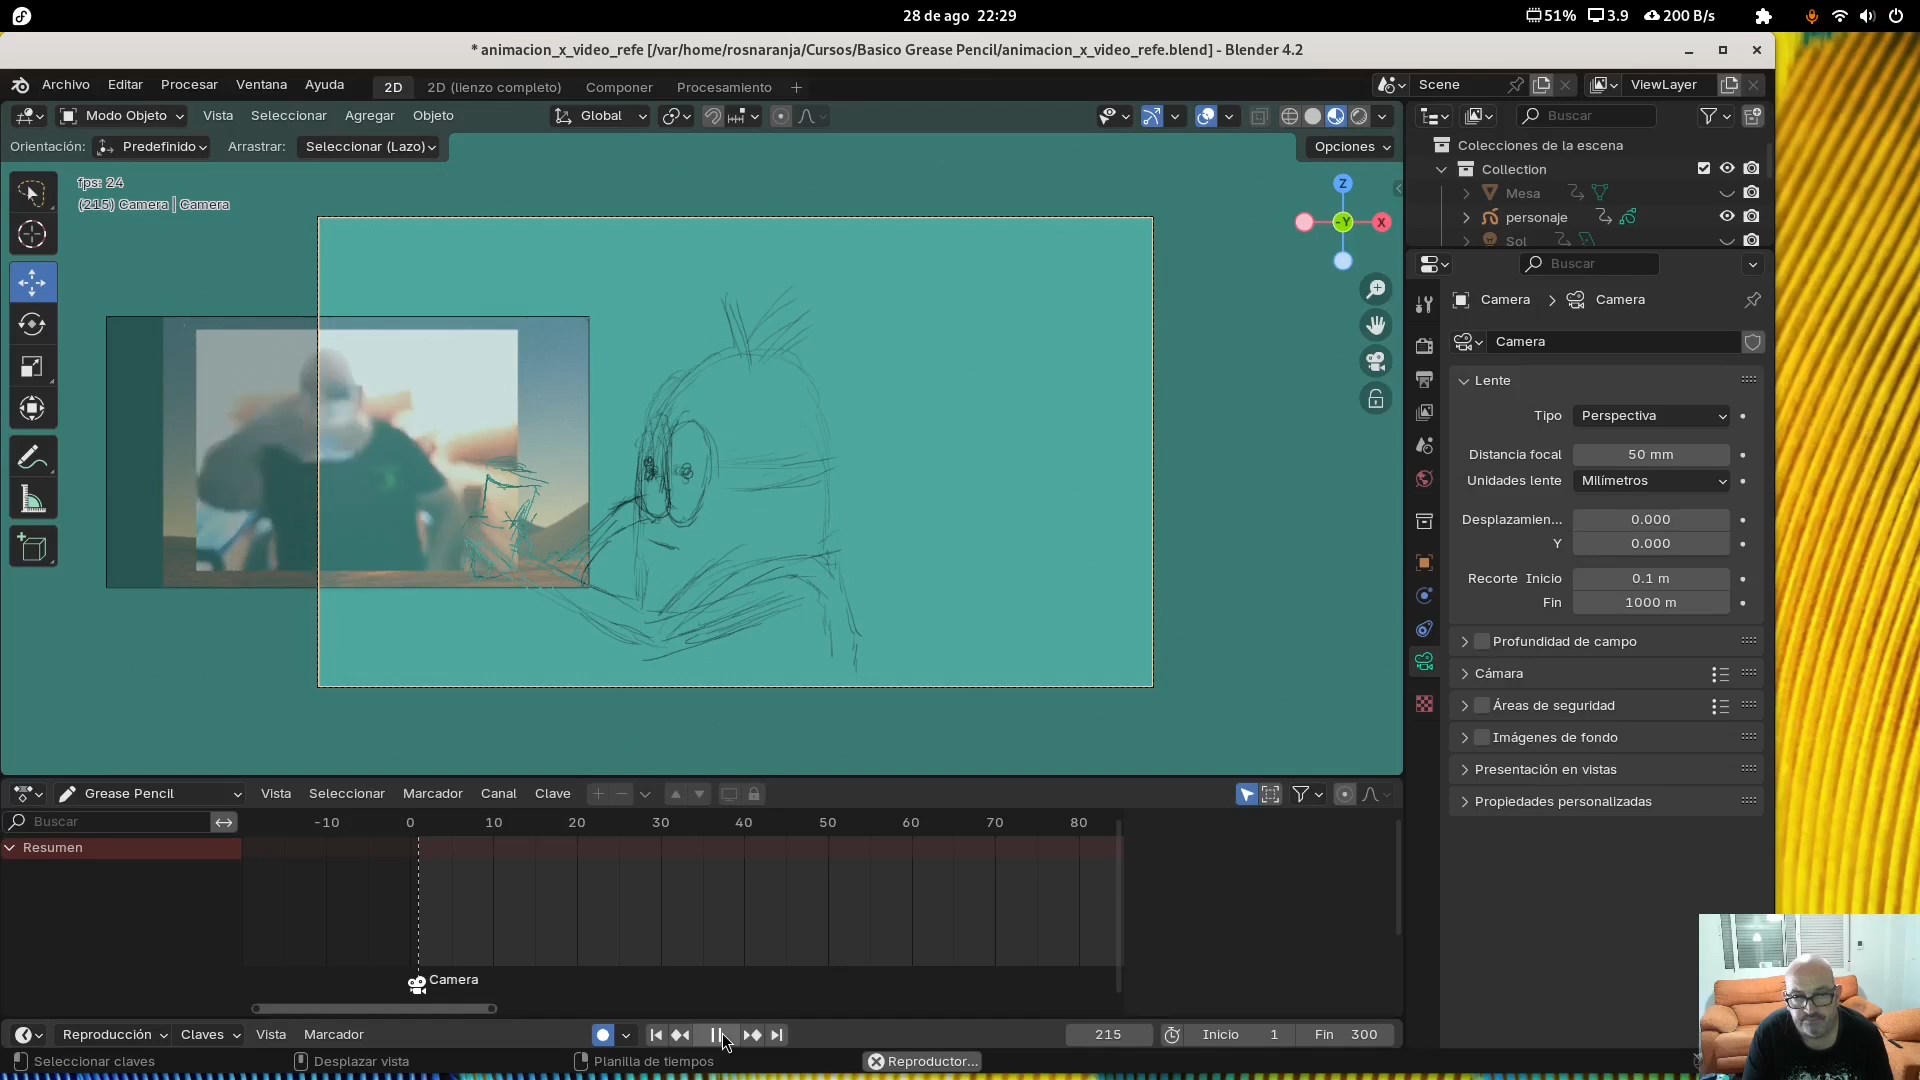 28 de ago 22:29
51% 3.9 200 B/s
* animacion_x_video_refe [/var/home/rosnaranja/Cursos/Basico Grease Pencil/animacion_x_video_refe.blend] - Blender 4.2
Archivo Editar Procesar Ventana Ayuda 2D 2D (lienzo completo) Componer Procesamiento + Scene ViewLayer
Modo Objeto Vista Seleccionar Agregar Objeto Global Buscar
Orientación: Predefinido Arrastrar: Seleccionar (Lazo) Opciones
fps: 24
(215) Camera | Camera
Z
-Y X
Colecciones de la escena
Collection
Mesa
personaje
Sol
Buscar
Camera Camera
Camera
Lente
Tipo Perspectiva
Distancia focal 50 mm
Unidades lente Milímetros
Desplazamien... 0.000
Y 0.000
Recorte Inicio 0.1 m
Fin 1000 m
Profundidad de campo
Cámara
Áreas de seguridad
Imágenes de fondo
Presentación en vistas
Propiedades personalizadas
Grease Pencil Vista Seleccionar Marcador Canal Clave
Buscar -10 0 10 20 30 40 50 60 70 80
Resumen
Camera
Reproducción Claves Vista Marcador 215 Inicio 1 Fin 300
Seleccionar claves Desplazar vista Planilla de tiempos Reproductor...